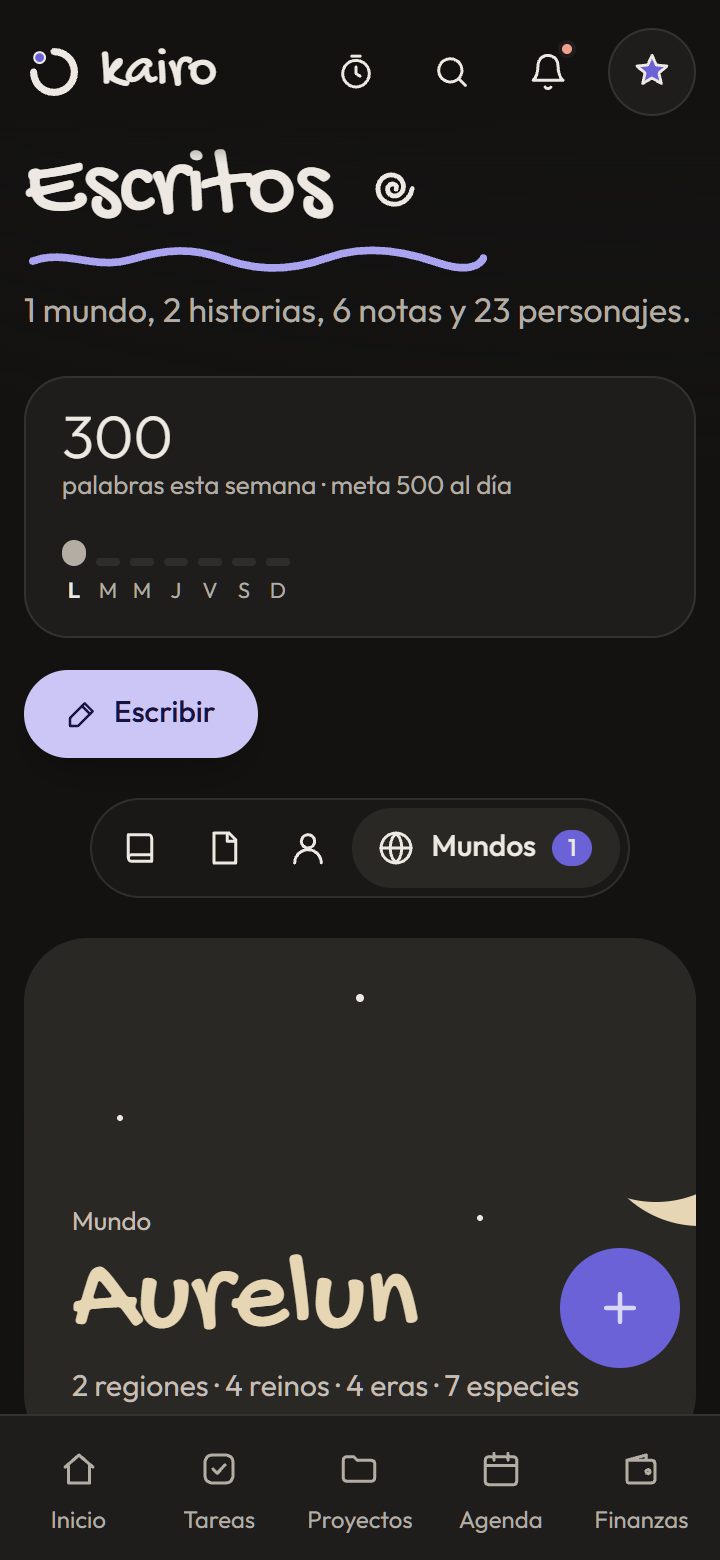 kairo
Escritos
1 mundo, 2 historias, 6 notas y 23 personajes.
300
palabras esta semana · meta 500 al día
L M M J V S D
Escribir
Mundos 1
Mundo
Aurelun
2 regiones · 4 reinos · 4 eras · 7 especies
Inicio Tareas Proyectos Agenda Finanzas